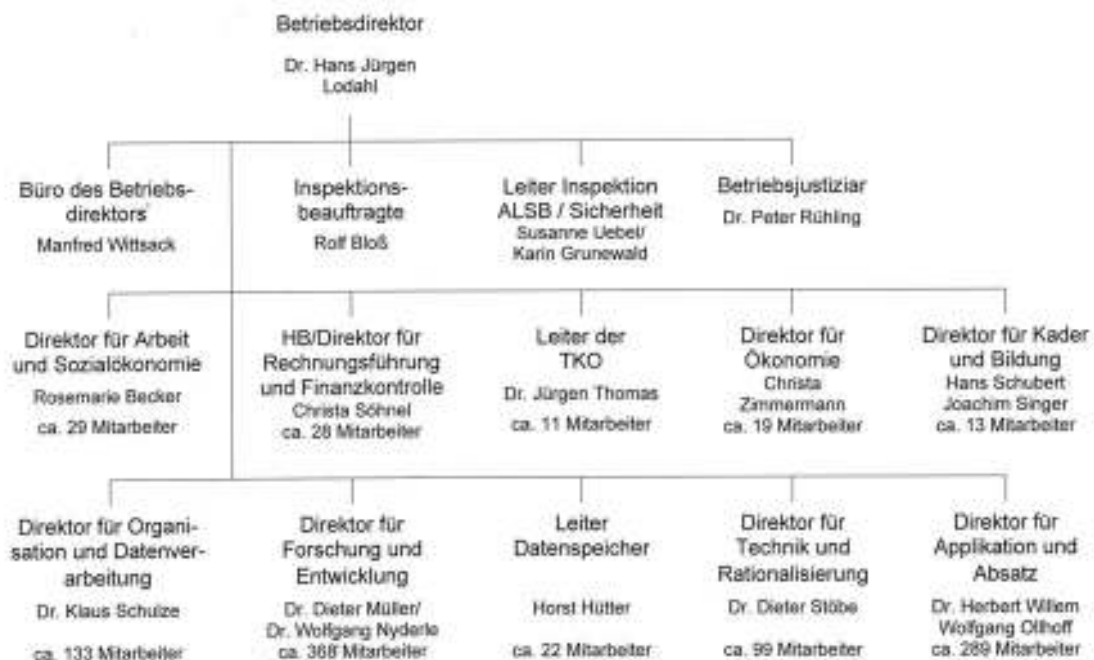 Betriebsdirektor
Dr. Hans Jürgen
Lodahl
Büro des Betriebs-
direktors'
Manfred Wittsack
Inspektions-
beauftragte
Rolf Bloß
Leiter Inspektion
ALSB / Sicherheit
Susanne Uebel/
Karin Grunewald
Betriebsjustiziar
Dr. Peter Rühling
Direktor für Arbeit
und Sozialökonomie
Rosemarie Becker
ca. 29 Mitarbeiter
HB/Direktor für
Rechnungsführung
und Finanzkontrolle
Christa Söhnel
ca. 28 Mitarbeiter
Leiter der
TKO
Dr. Jürgen Thomas
ca. 11 Mitarbeiter
Direktor für
Ökonomie
Christa
Zimmermann
ca. 19 Mitarbeiter
Direktor für Kader
und Bildung
Hans Schubert
Joachim Singer
ca. 13 Mitarbeiter
Direktor für Organi-
sation und Datenver-
arbeitung
Dr. Klaus Schulze
ca. 133 Mitarbeiter
Direktor für
Forschung und
Entwicklung
Dr. Dieter Müller/
Dr. Wolfgang Nyderle
ca. 368 Mitarbeiter
Leiter
Datenspeicher
Horst Hütter
ca. 22 Mitarbeiter
Direktor für
Technik und
Rationalisierung
Dr. Dieter Stöbe
ca. 99 Mitarbeiter
Direktor für
Applikation und
Absatz
Dr. Herbert Willem
Wolfgang Ollhoff
ca. 289 Mitarbeiter